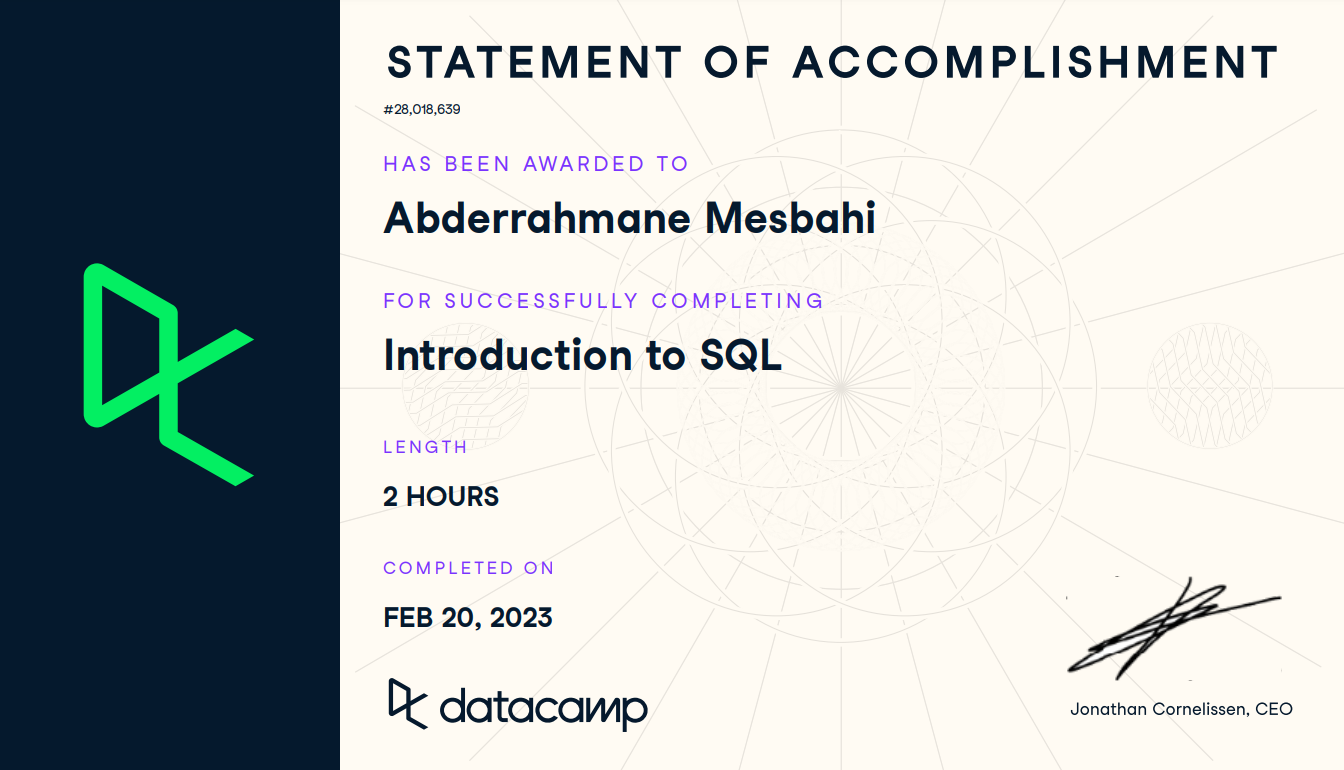 STATEMENT OF ACCOMPLISHMENT
#28,018,639
HAS BEEN AWARDED TO
Abderrahmane Mesbahi
FOR SUCCESSFULLY COMPLETING
Introduction to SQL
LENGTH
2 HOURS
COMPLETED ON
FEB 20, 2023
datacamp
Jonathan Cornelissen, CEO